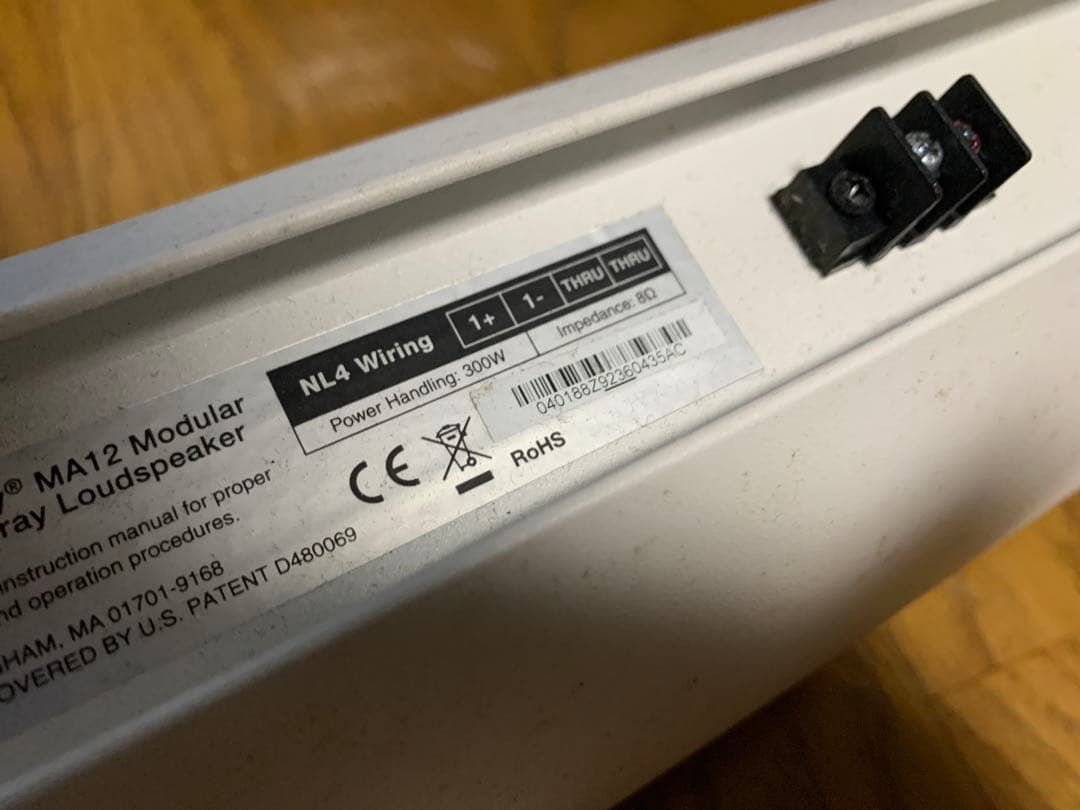 NL4 Wiring 1+ 1- THRU THRU
Power Handling: 300W Impedance: 8Ω
040188Z92360435AC
® MA12 Modular
ray Loudspeaker
nstruction manual for proper
nd operation procedures.
HAM, MA 01701-9168
OVERED BY U.S. PATENT D480069
CE
RoHS